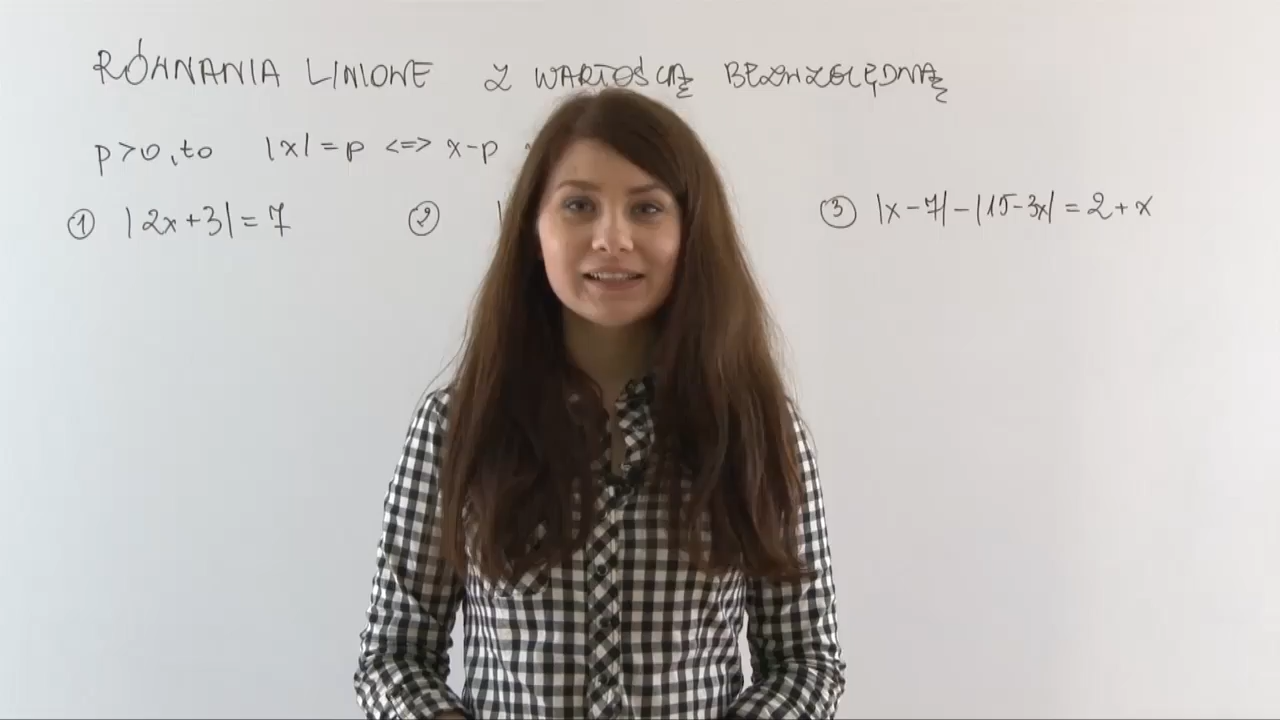 RÓWNANIA LINIOWE Z WARTOŚCIĄ BEZWZGLĘDNĄ
p>0, to |x| = p <=> x-p
① |2x+3| = 7
② |
③ |x-7| - |15-3x| = 2+x